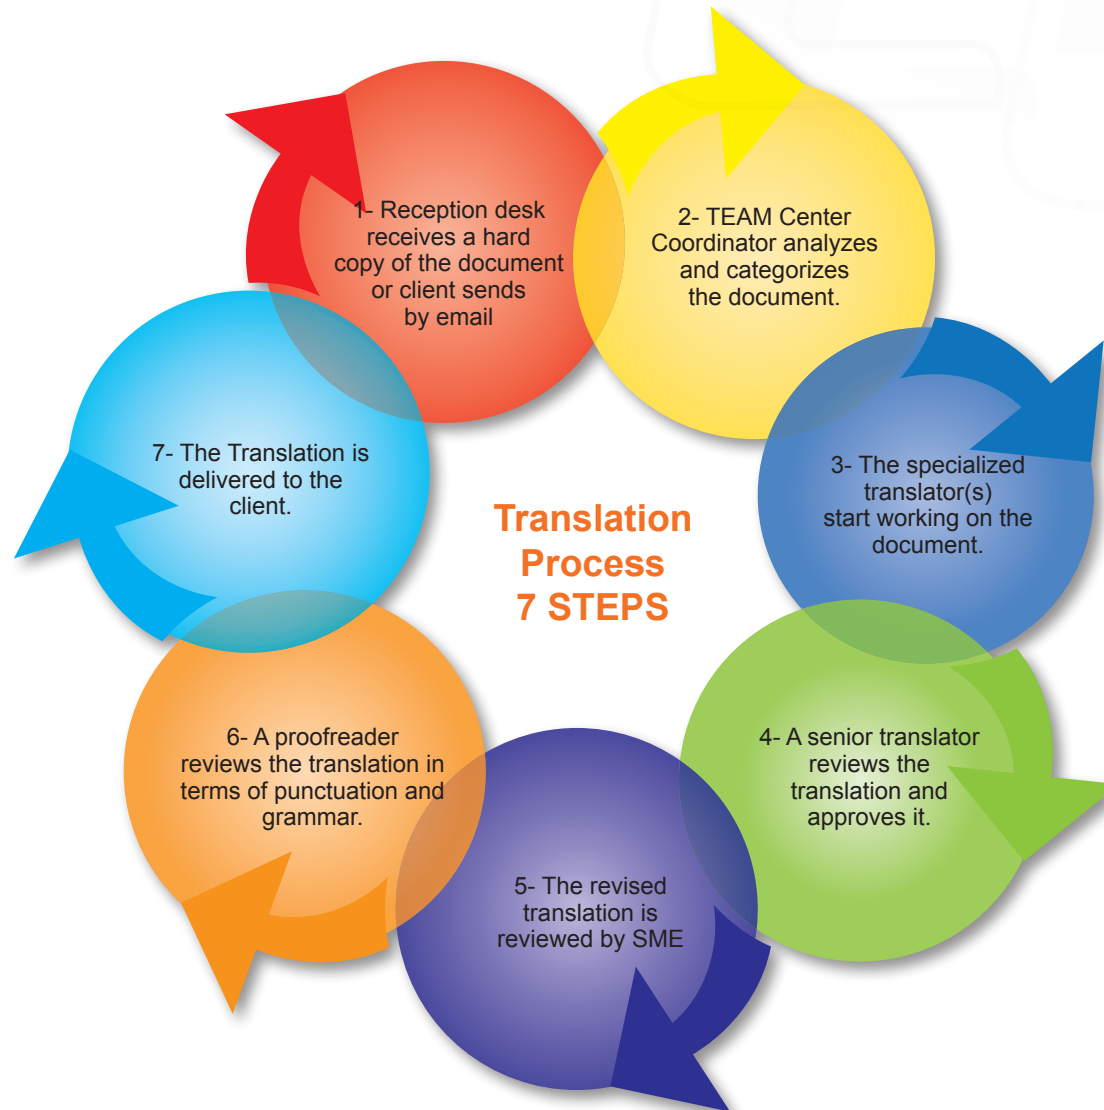 1- Reception desk
receives a hard
copy of the document
or client sends
by email
2- TEAM Center
Coordinator analyzes
and categorizes
the document.
3- The specialized
translator(s)
start working on the
document.
4- A senior translator
reviews the
translation and
approves it.
5- The revised
translation is
reviewed by SME
6- A proofreader
reviews the translation in
terms of punctuation and
grammar.
7- The Translation is
delivered to the
client.
Translation
Process
7 STEPS